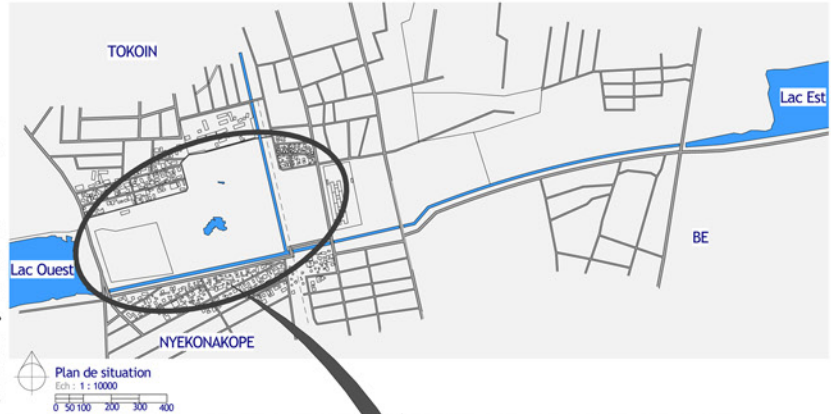 TOKOIN
Lac Est
BE
Lac Ouest
NYEKONAKOPE
Plan de situation
Ech : 1 : 10000
0 50 100 200 300 400